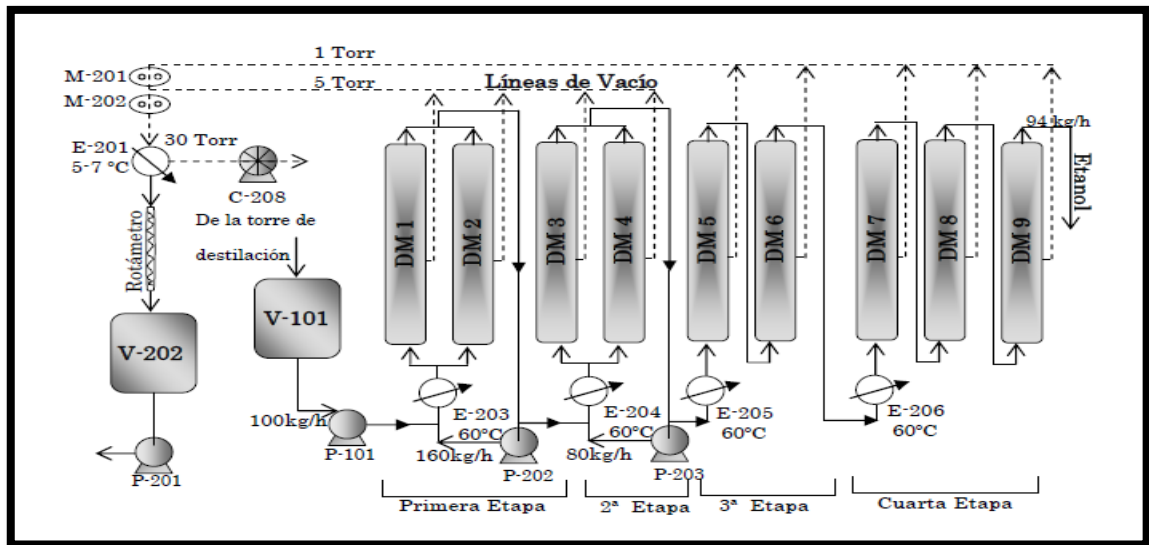 1 Torr
M-201
5 Torr
Líneas de Vacío
M-202
94 kg/h
E-201
30 Torr
5-7 °C
C-208
De la torre de
destilación
Rotámetro
V-101
V-202
DM 1
DM 2
DM 3
DM 4
DM 5
DM 6
DM 7
DM 8
DM 9
Etanol
E-203
60°C
E-204
60°C
E-205
60°C
E-206
60°C
100kg/h
P-101
160kg/h
P-202
80kg/h
P-203
P-201
Primera Etapa
2ª Etapa
3ª Etapa
Cuarta Etapa